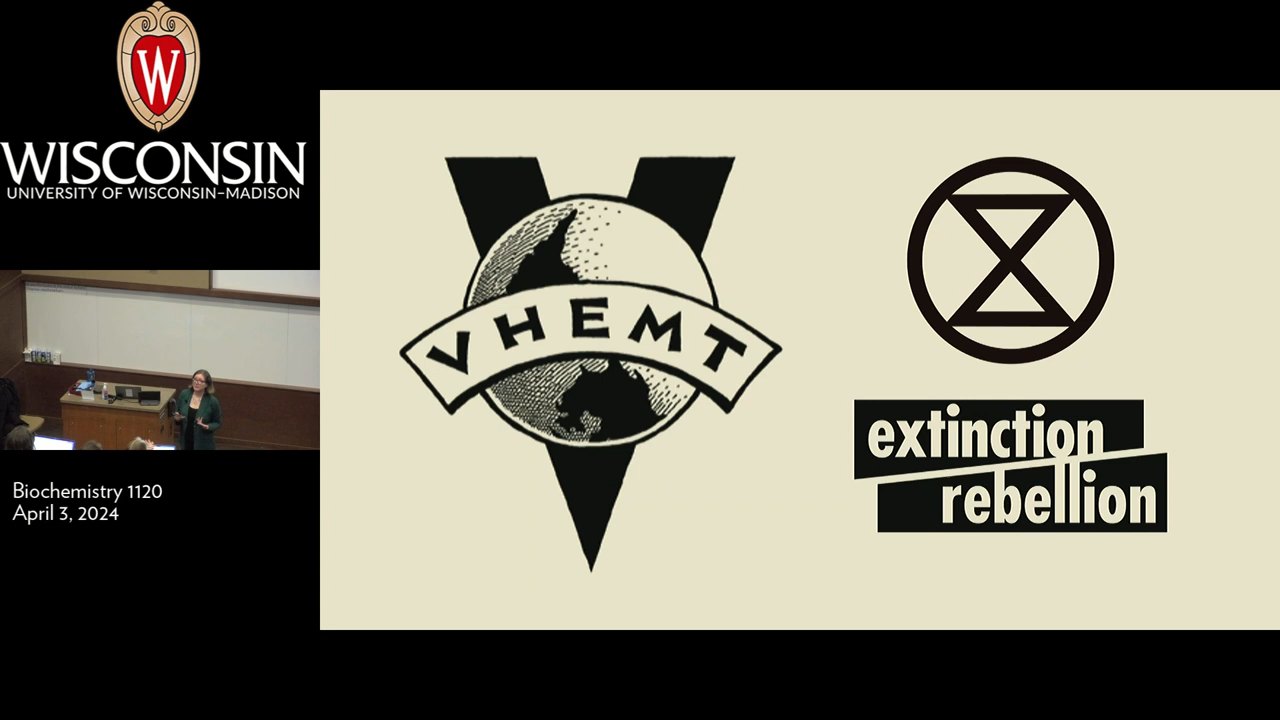 W
WISCONSIN
UNIVERSITY OF WISCONSIN–MADISON
Biochemistry 1120
April 3, 2024
VHEMT
extinction
rebellion